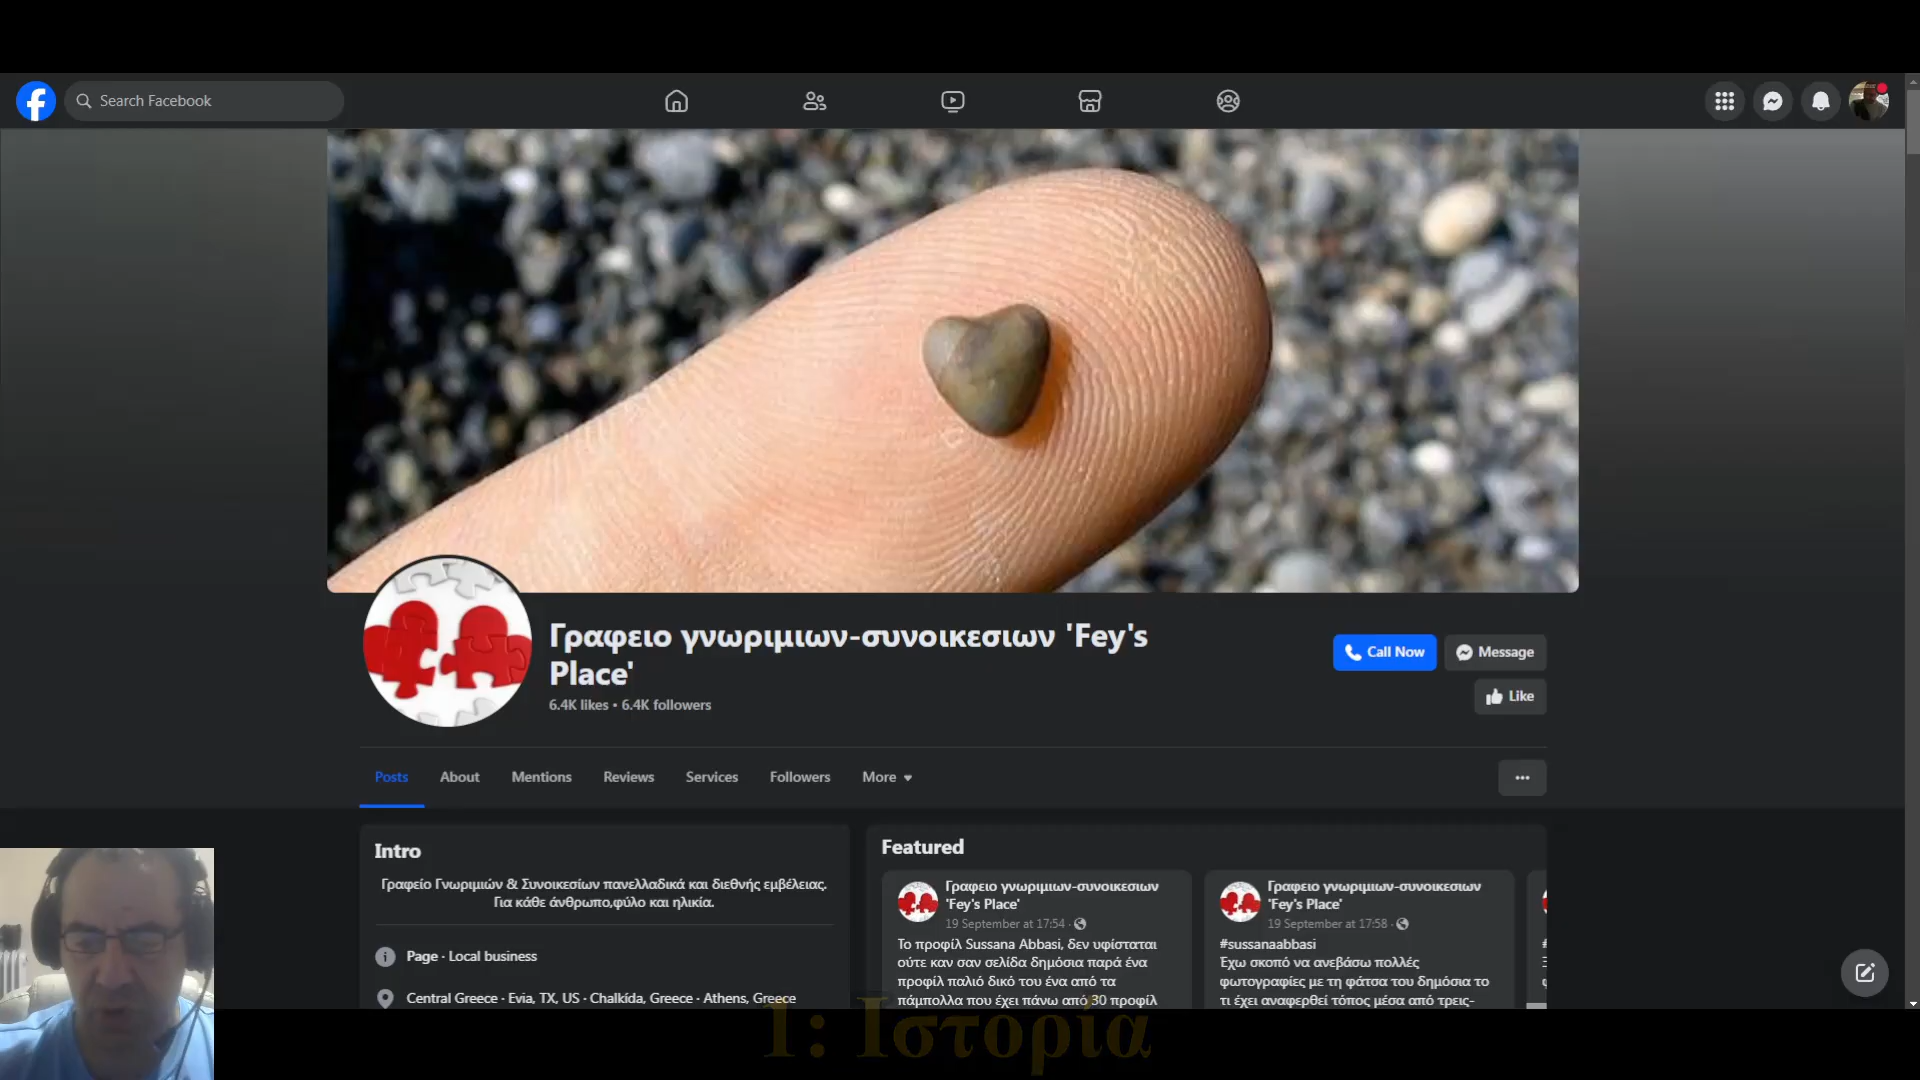 Search Facebook
Γραφειο γνωριμιων-συνοικεσιων 'Fey's
Place'
6.4K likes • 6.4K followers
Call Now
Message
Like
Posts
About
Mentions
Reviews
Services
Followers
More
Intro
Γραφείο Γνωριμιών & Συνοικεσίων πανελλαδικά και διεθνής εμβέλειας.
Για κάθε άνθρωπο,φύλο και ηλικία.
Page · Local business
Central Greece - Evia, TX, US - Chalkída, Greece - Athens, Greece
Featured
Γραφειο γνωριμιων-συνοικεσιων
'Fey's Place'
19 September at 17:54 ·
Το προφίλ Sussana Abbasi, δεν υφίσταται
ούτε καν σαν σελίδα δημόσια παρά ένα
προφίλ παλιό δικό του ένα από τα
πάμπολλα που έχει πάνω από 30 προφίλ
Γραφειο γνωριμιων-συνοικεσιων
'Fey's Place'
19 September at 17:58 ·
#sussanaabbasi
Έχω σκοπό να ανεβάσω πολλές
φωτογραφίες με τη φάτσα του δημόσια το
τι έχει αναφερθεί τόπος μέσα από τρεις-
1: Ιστορία